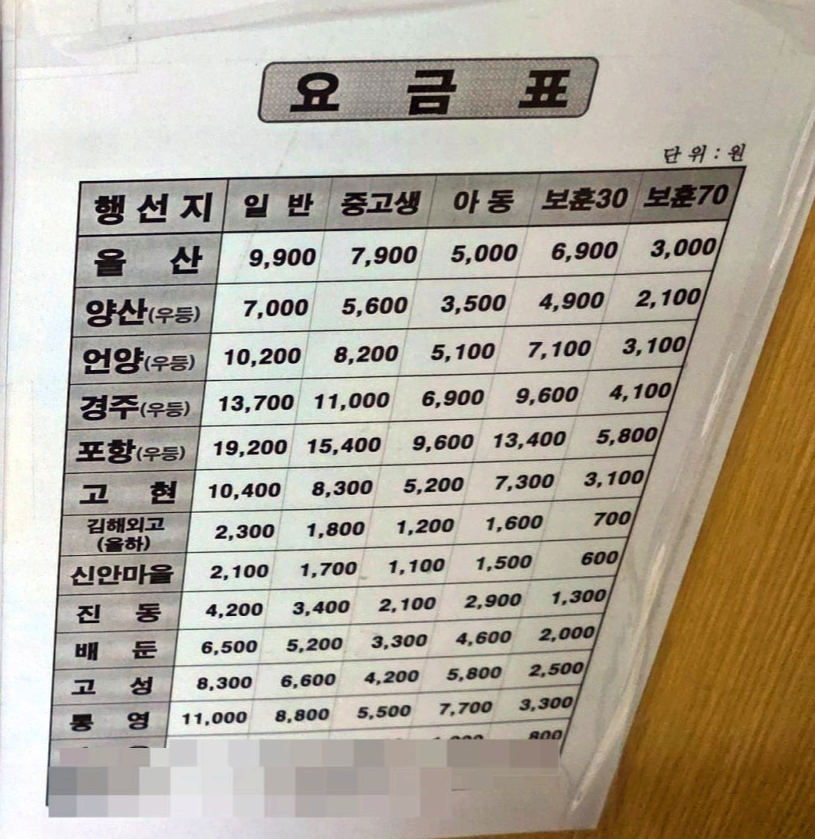 요 금 표
단위 : 원
행선지 일반 중고생 아동 보훈30 보훈70
울산 9,900 7,900 5,000 6,900 3,000
양산(우등) 7,000 5,600 3,500 4,900 2,100
언양(우등) 10,200 8,200 5,100 7,100 3,100
경주(우등) 13,700 11,000 6,900 9,600 4,100
포항(우등) 19,200 15,400 9,600 13,400 5,800
고현 10,400 8,300 5,200 7,300 3,100
김해외고
(율하) 2,300 1,800 1,200 1,600 700
신안마을 2,100 1,700 1,100 1,500 600
진동 4,200 3,400 2,100 2,900 1,300
배둔 6,500 5,200 3,300 4,600 2,000
고성 8,300 6,600 4,200 5,800 2,500
통영 11,000 8,800 5,500 7,700 3,300
800